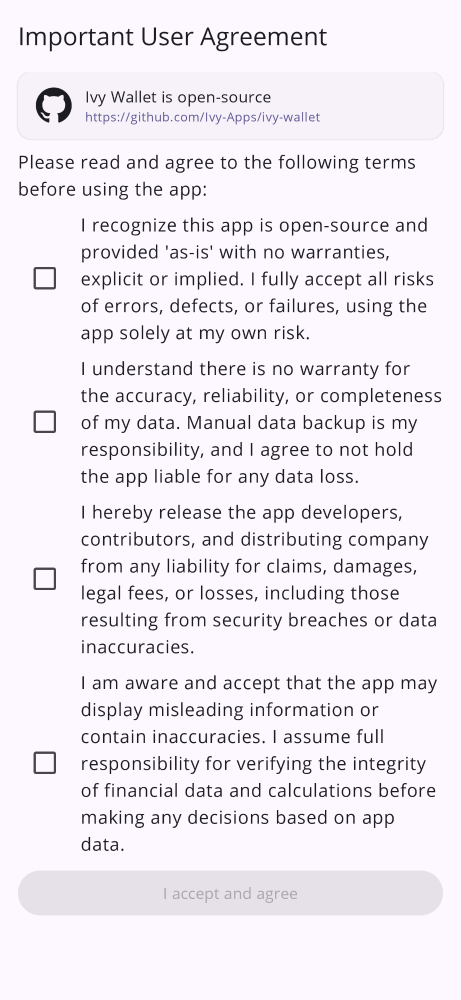 Important User Agreement
Ivy Wallet is open-source
https://github.com/Ivy-Apps/ivy-wallet
Please read and agree to the following terms
before using the app:
I recognize this app is open-source and
provided 'as-is' with no warranties,
explicit or implied. I fully accept all risks
of errors, defects, or failures, using the
app solely at my own risk.
I understand there is no warranty for
the accuracy, reliability, or completeness
of my data. Manual data backup is my
responsibility, and I agree to not hold
the app liable for any data loss.
I hereby release the app developers,
contributors, and distributing company
from any liability for claims, damages,
legal fees, or losses, including those
resulting from security breaches or data
inaccuracies.
I am aware and accept that the app may
display misleading information or
contain inaccuracies. I assume full
responsibility for verifying the integrity
of financial data and calculations before
making any decisions based on app
data.
I accept and agree